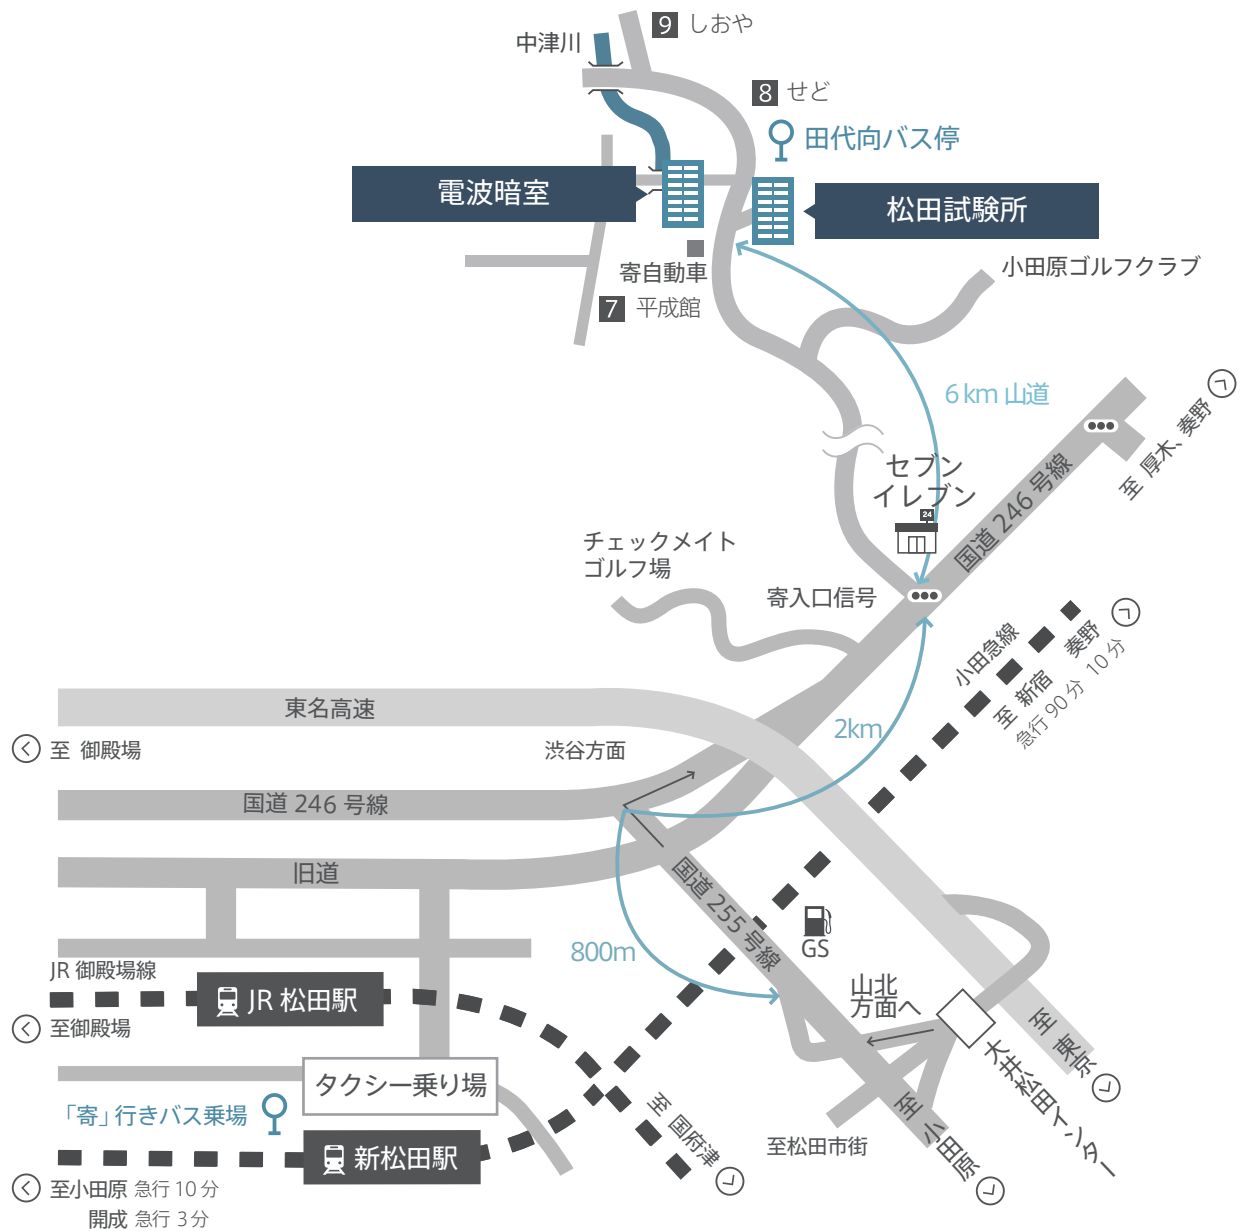 9 しおや
中津川
8 せど
田代向バス停
電波暗室
松田試験所
寄自動車
小田原ゴルフクラブ
7 平成館
6 km 山道
至 厚木、奏野
セブン
イレブン
24
国道 246 号線
チェックメイト
ゴルフ場
寄入口信号
小田急線
至 新宿 奏野
急行 90 分 10 分
東名高速
至 御殿場
渋谷方面
2km
国道 246 号線
旧道
国道 255 号線
GS
800m
JR 御殿場線
JR 松田駅
至御殿場
山北
方面へ
至 東京
大井松田インター
タクシー乗り場
「寄」行きバス乗場
至 国府津
至松田市街
至 小田原
新松田駅
至小田原 急行 10 分
開成 急行 3 分